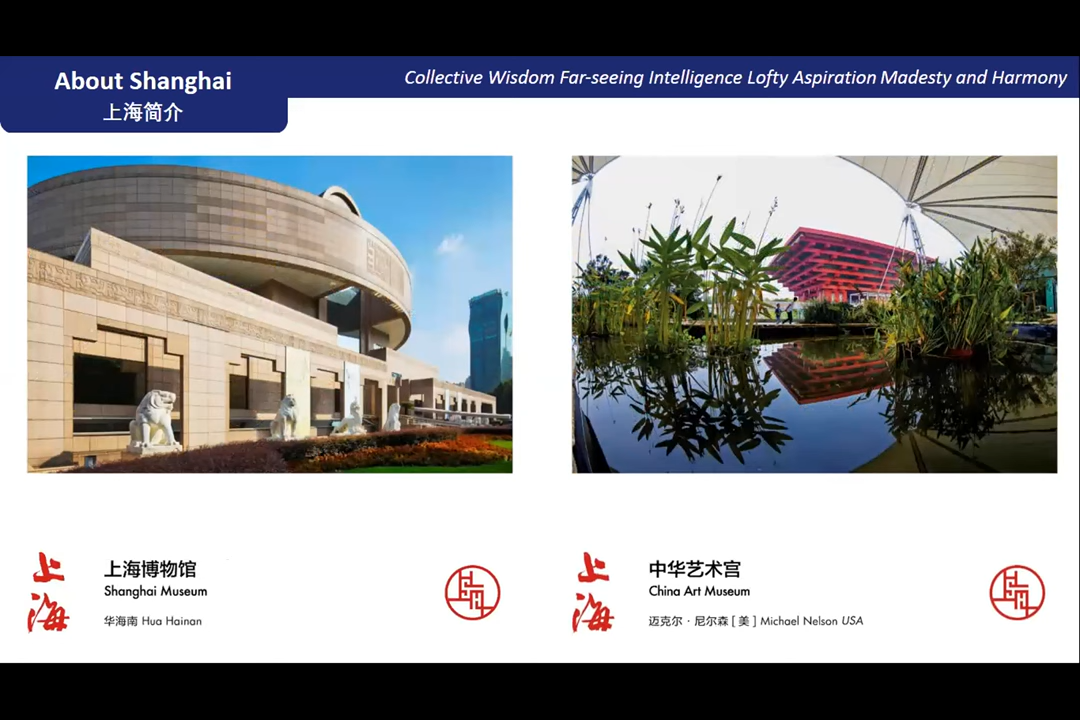 About Shanghai
上海简介
Collective Wisdom Far-seeing Intelligence Lofty Aspiration Madesty and Harmony
上海
上海博物馆
Shanghai Museum
华海南 Hua Hainan
上海
中华艺术宫
China Art Museum
迈克尔 · 尼尔森 [ 美 ] Michael Nelson USA